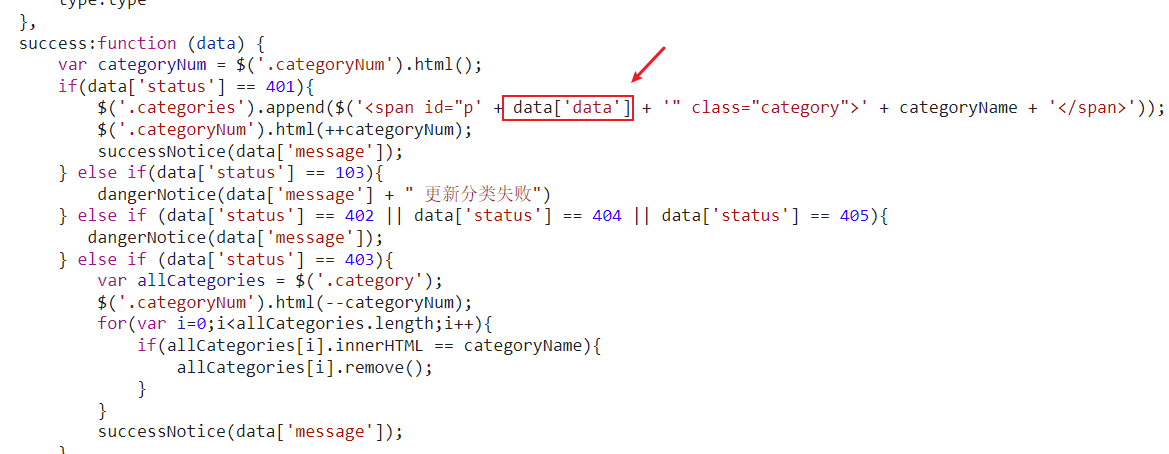 type:type
},
success:function (data) {
var categoryNum = $('.categoryNum').html();
if(data['status'] == 401){
$('.categories').append($('<span id="p' + data['data'] + '" class="category">' + categoryName + '</span>'));
$('.categoryNum').html(++categoryNum);
successNotice(data['message']);
} else if(data['status'] == 103){
dangerNotice(data['message'] + " 更新分类失败")
} else if (data['status'] == 402 || data['status'] == 404 || data['status'] == 405){
dangerNotice(data['message']);
} else if (data['status'] == 403){
var allCategories = $('.category');
$('.categoryNum').html(--categoryNum);
for(var i=0;i<allCategories.length;i++){
if(allCategories[i].innerHTML == categoryName){
allCategories[i].remove();
}
}
successNotice(data['message']);
}